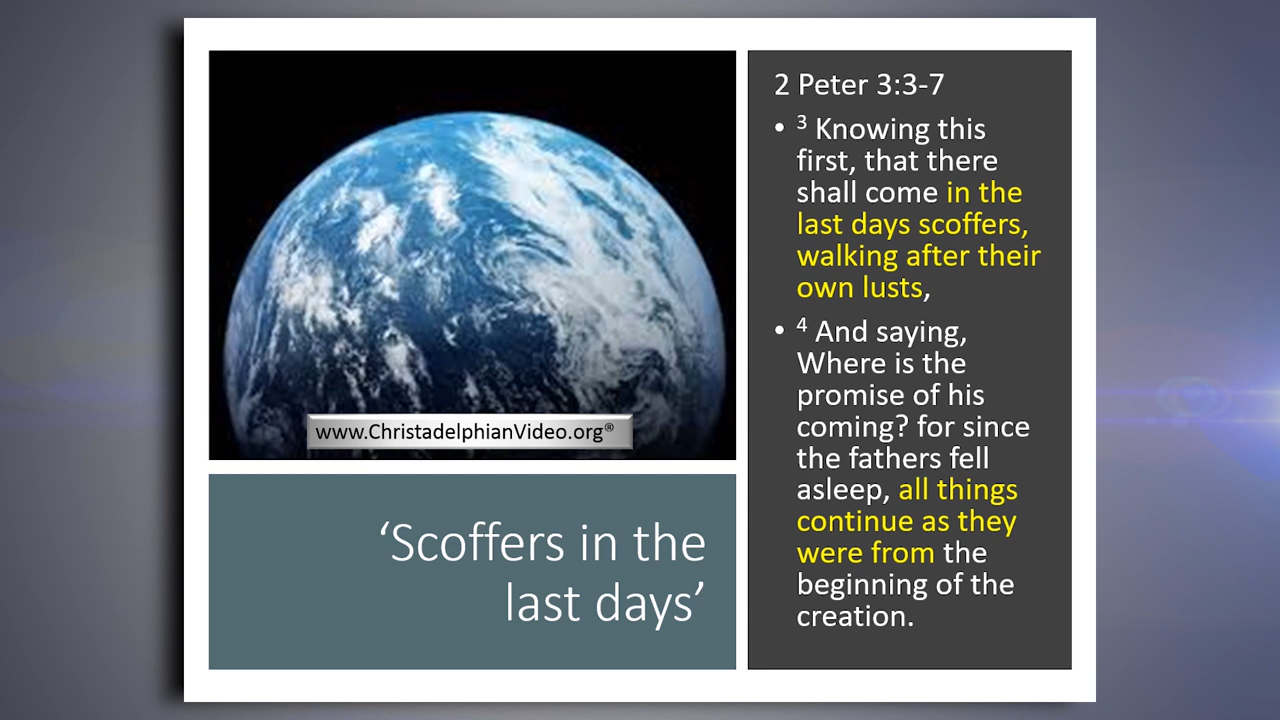 www.ChristadelphianVideo.org®
‘Scoffers in the
last days’
2 Peter 3:3-7
• ³ Knowing this
first, that there
shall come in the
last days scoffers,
walking after their
own lusts,
• ⁴ And saying,
Where is the
promise of his
coming? for since
the fathers fell
asleep, all things
continue as they
were from the
beginning of the
creation.